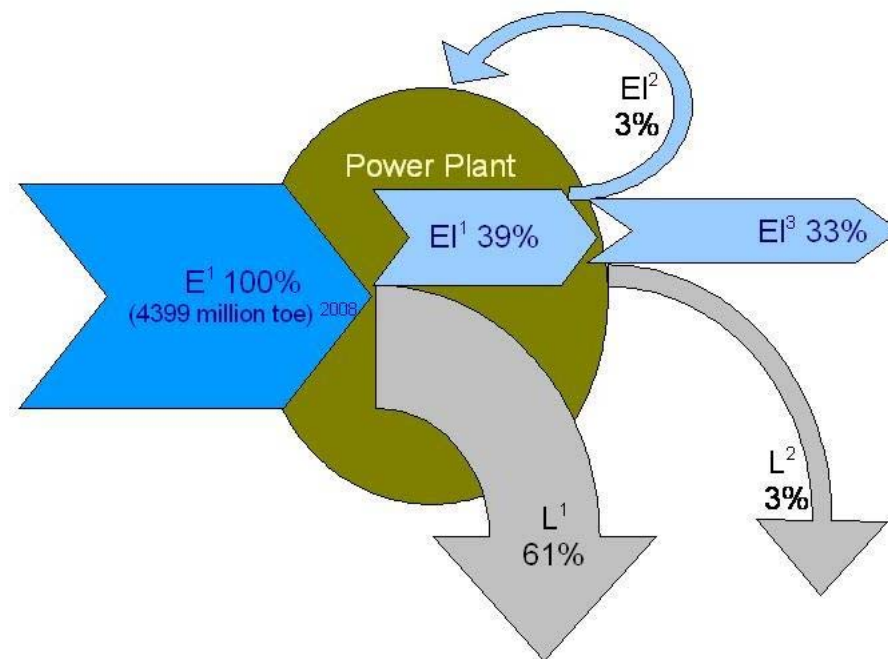 El²
3%
Power Plant
El¹ 39%
El³ 33%
E¹ 100%
(4399 million toe) ²⁰⁰⁸
L²
3%
L¹
61%